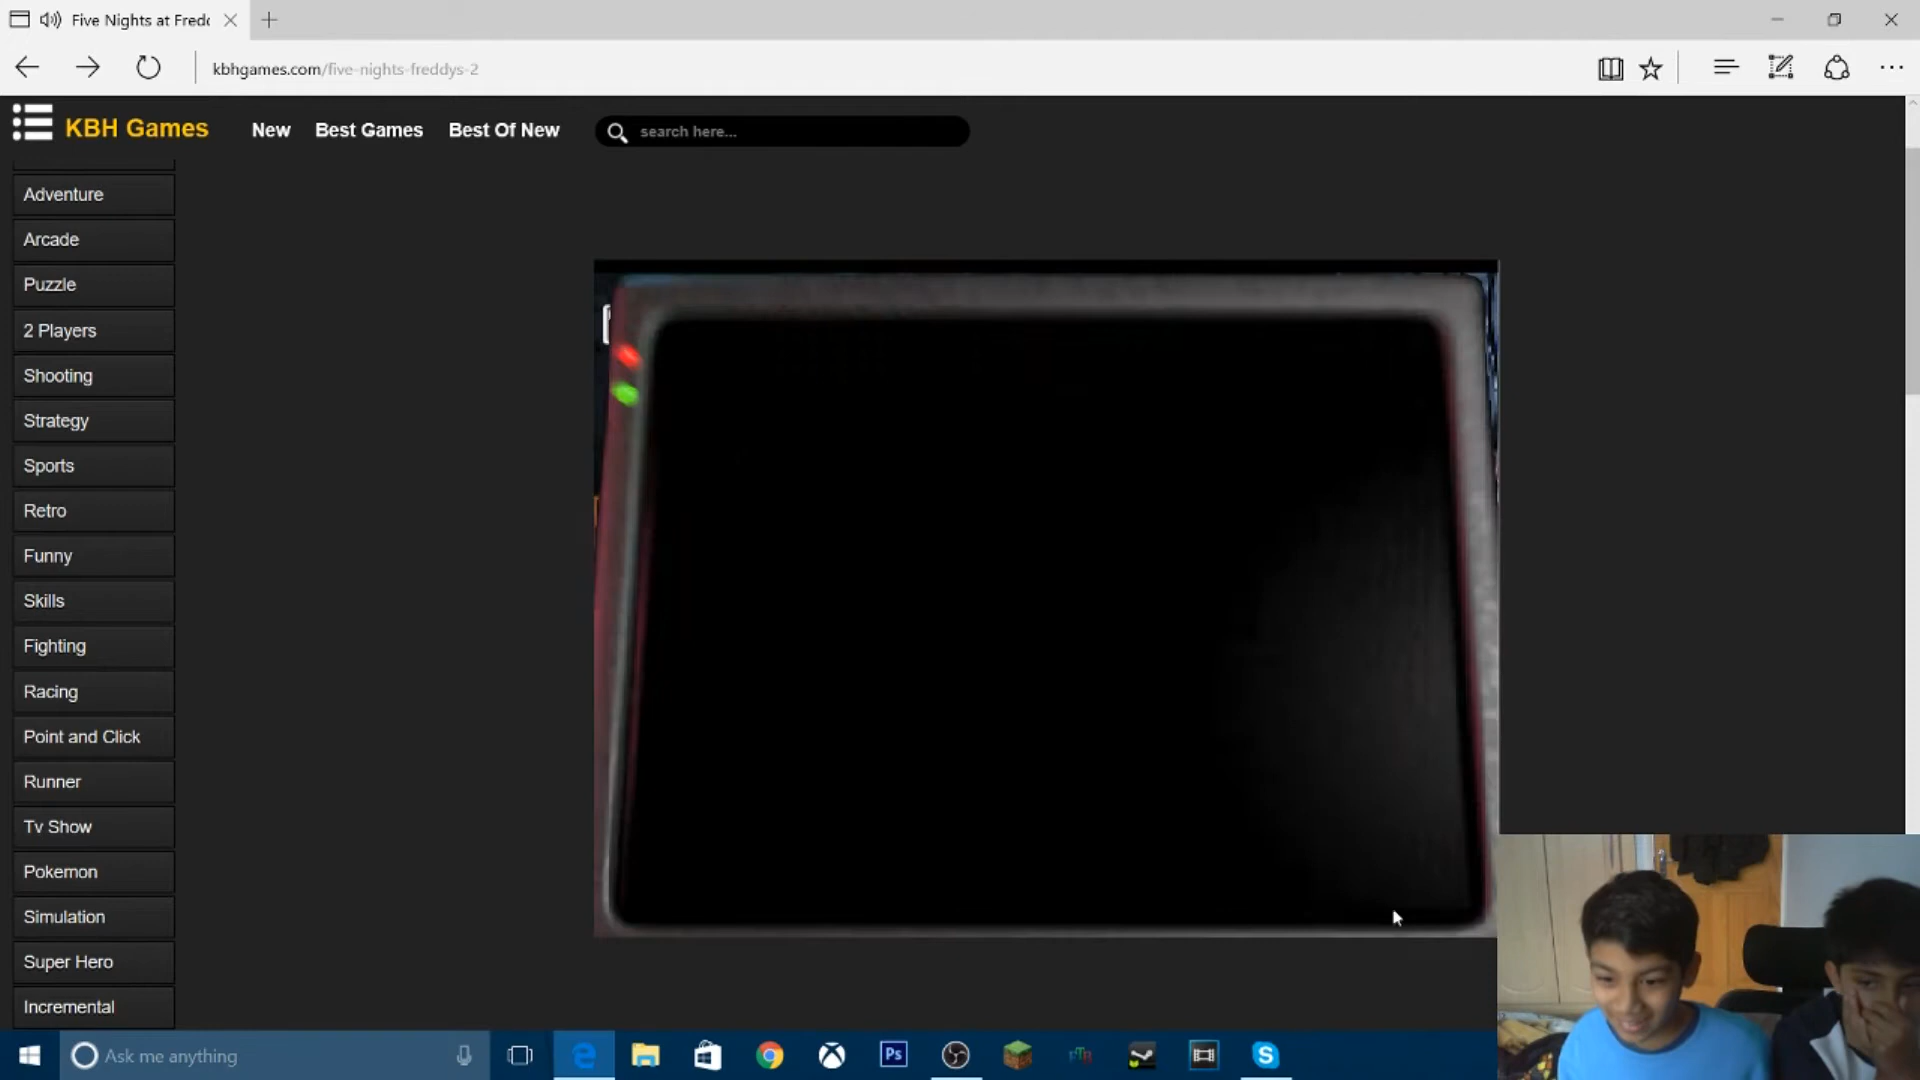 Five Nights at Fredd
kbhgames.com/five-nights-freddys-2
KBH Games
New
Best Games
Best Of New
search here...
Adventure
Arcade
Puzzle
2 Players
Shooting
Strategy
Sports
Retro
Funny
Skills
Fighting
Racing
Point and Click
Runner
Tv Show
Pokemon
Simulation
Super Hero
Incremental
Ask me anything
Ps